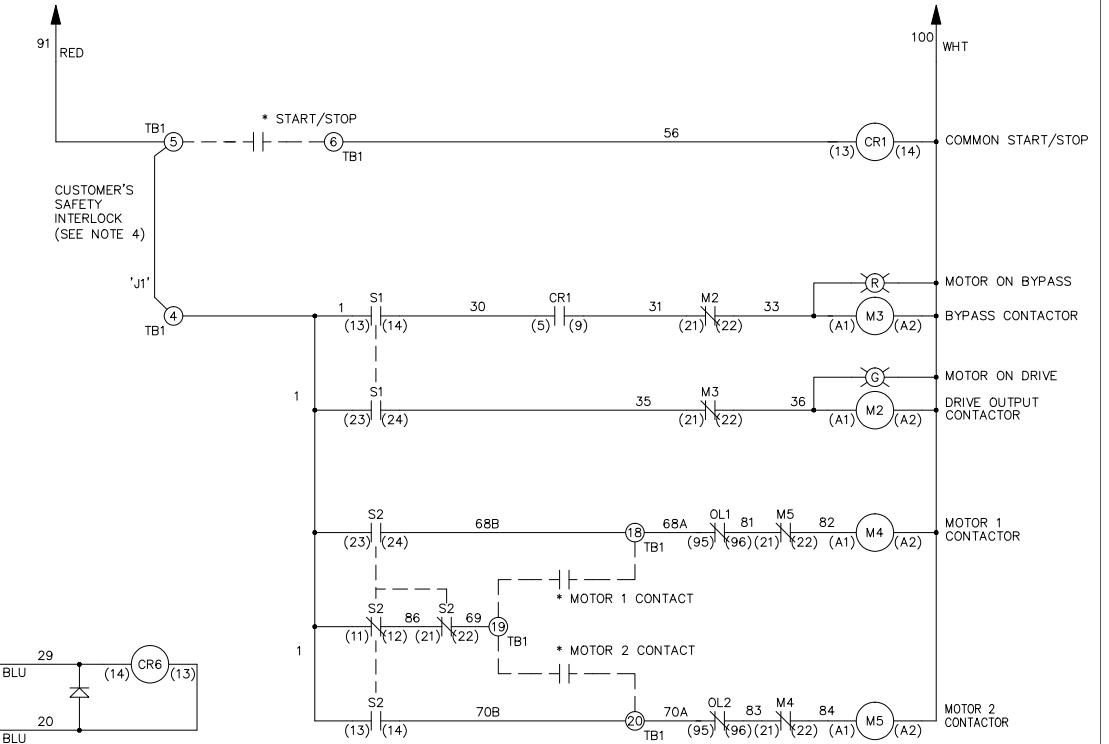 91
RED
100
WHT
* START/STOP
TB1
5
6
TB1
56
CR1
(13)
(14)
COMMON START/STOP
CUSTOMER'S
SAFETY
INTERLOCK
(SEE NOTE 4)
'J1'
4
TB1
R
MOTOR ON BYPASS
1
S1
(13)
(14)
30
CR1
(5)
(9)
31
M2
(21)
(22)
33
M3
(A1)
(A2)
BYPASS CONTACTOR
G
MOTOR ON DRIVE
1
S1
(23)
(24)
35
M3
(21)
(22)
36
M2
(A1)
(A2)
DRIVE OUTPUT
CONTACTOR
S2
(23)
(24)
68B
18
TB1
68A
OL1
(95)
(96)
81
M5
(21)
(22)
82
M4
(A1)
(A2)
MOTOR 1
CONTACTOR
* MOTOR 1 CONTACT
S2
(11)
(12)
86
S2
(21)
(22)
69
19
TB1
1
* MOTOR 2 CONTACT
S2
(13)
(14)
70B
20
TB1
70A
OL2
(95)
(96)
83
M4
(21)
(22)
84
M5
(A1)
(A2)
MOTOR 2
CONTACTOR
29
BLU
(14)
CR6
(13)
20
BLU